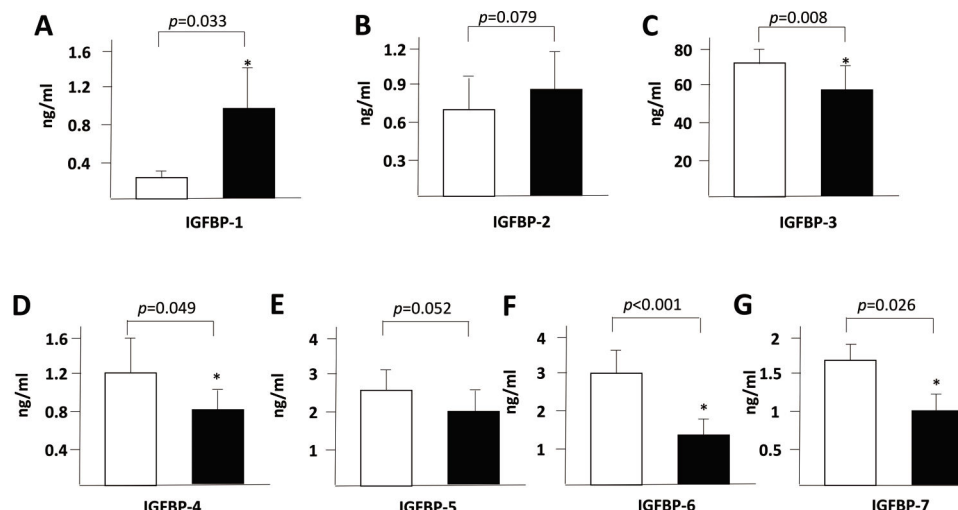 A
p=0.033
1.6
*
1.2
ng/ml
0.8
0.4
IGFBP-1
B
p=0.079
1.2
0.9
ng/ml
0.6
0.3
IGFBP-2
C
p=0.008
80
*
60
ng/ml
40
20
IGFBP-3
D
p=0.049
1.6
1.2
*
ng/ml
0.8
0.4
IGFBP-4
E
p=0.052
4
3
ng/ml
2
1
IGFBP-5
F
p<0.001
4
3
ng/ml
2
*
1
IGFBP-6
G
p=0.026
2
1.5
*
ng/ml
1
0.5
IGFBP-7